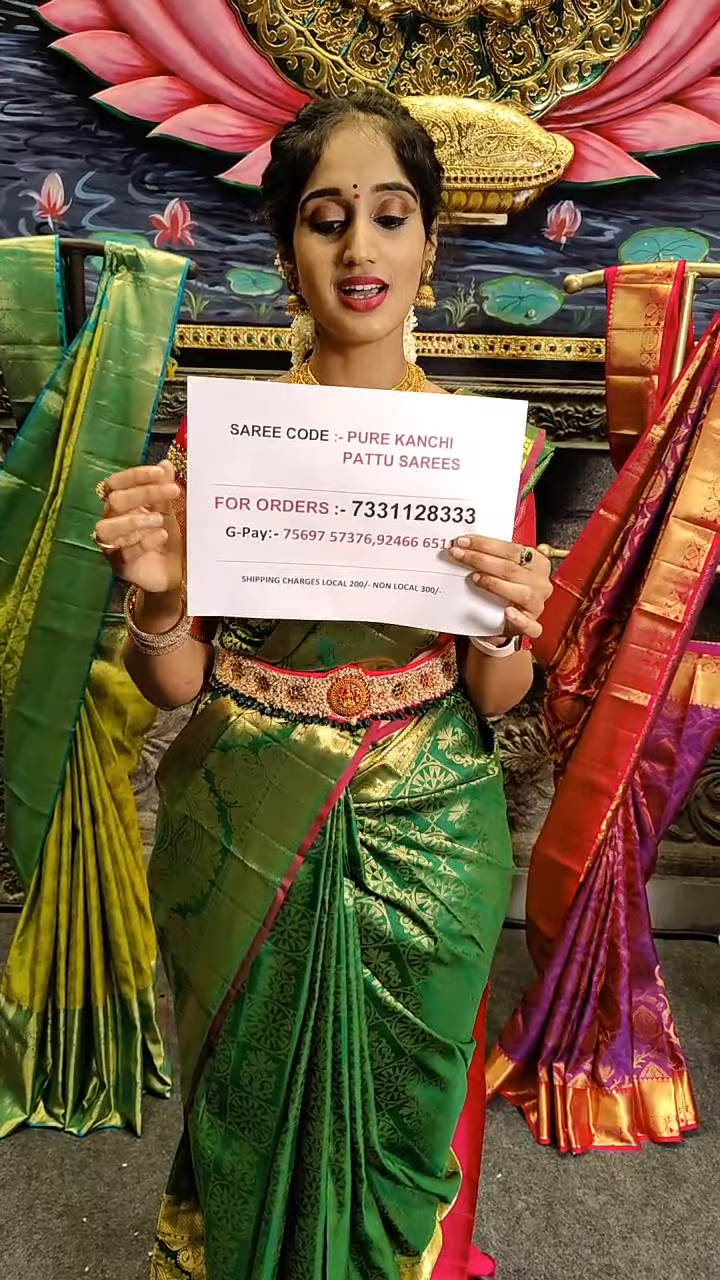 SAREE CODE :- PURE KANCHI
PATTU SAREES
FOR ORDERS :- 7331128333
G-Pay:- 75697 57376,92466 651
SHIPPING CHARGES LOCAL 200/- NON LOCAL 300/-